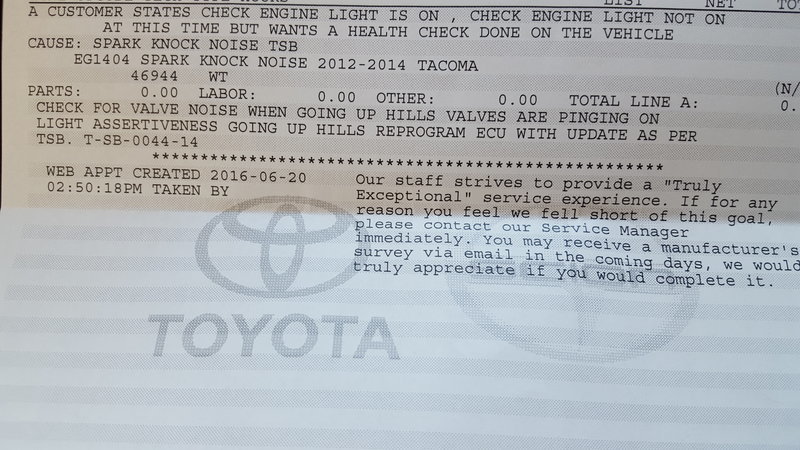 LIST NET
A CUSTOMER STATES CHECK ENGINE LIGHT IS ON , CHECK ENGINE LIGHT NOT ON
AT THIS TIME BUT WANTS A HEALTH CHECK DONE ON THE VEHICLE
CAUSE: SPARK KNOCK NOISE TSB
EG1404 SPARK KNOCK NOISE 2012-2014 TACOMA
46944 WT
(N/
PARTS: 0.00 LABOR: 0.00 OTHER: 0.00 TOTAL LINE A: 0.
CHECK FOR VALVE NOISE WHEN GOING UP HILLS VALVES ARE PINGING ON
LIGHT ASSERTIVENESS GOING UP HILLS REPROGRAM ECU WITH UPDATE AS PER
TSB. T-SB-0044-14
****************************************************
WEB APPT CREATED 2016-06-20
02:50:18PM TAKEN BY
Our staff strives to provide a "Truly
Exceptional" service experience. If for any
reason you feel we fell short of this goal,
please contact our Service Manager
immediately. You may receive a manufacturer's
survey via email in the coming days, we would
truly appreciate if you would complete it.
TOYOTA